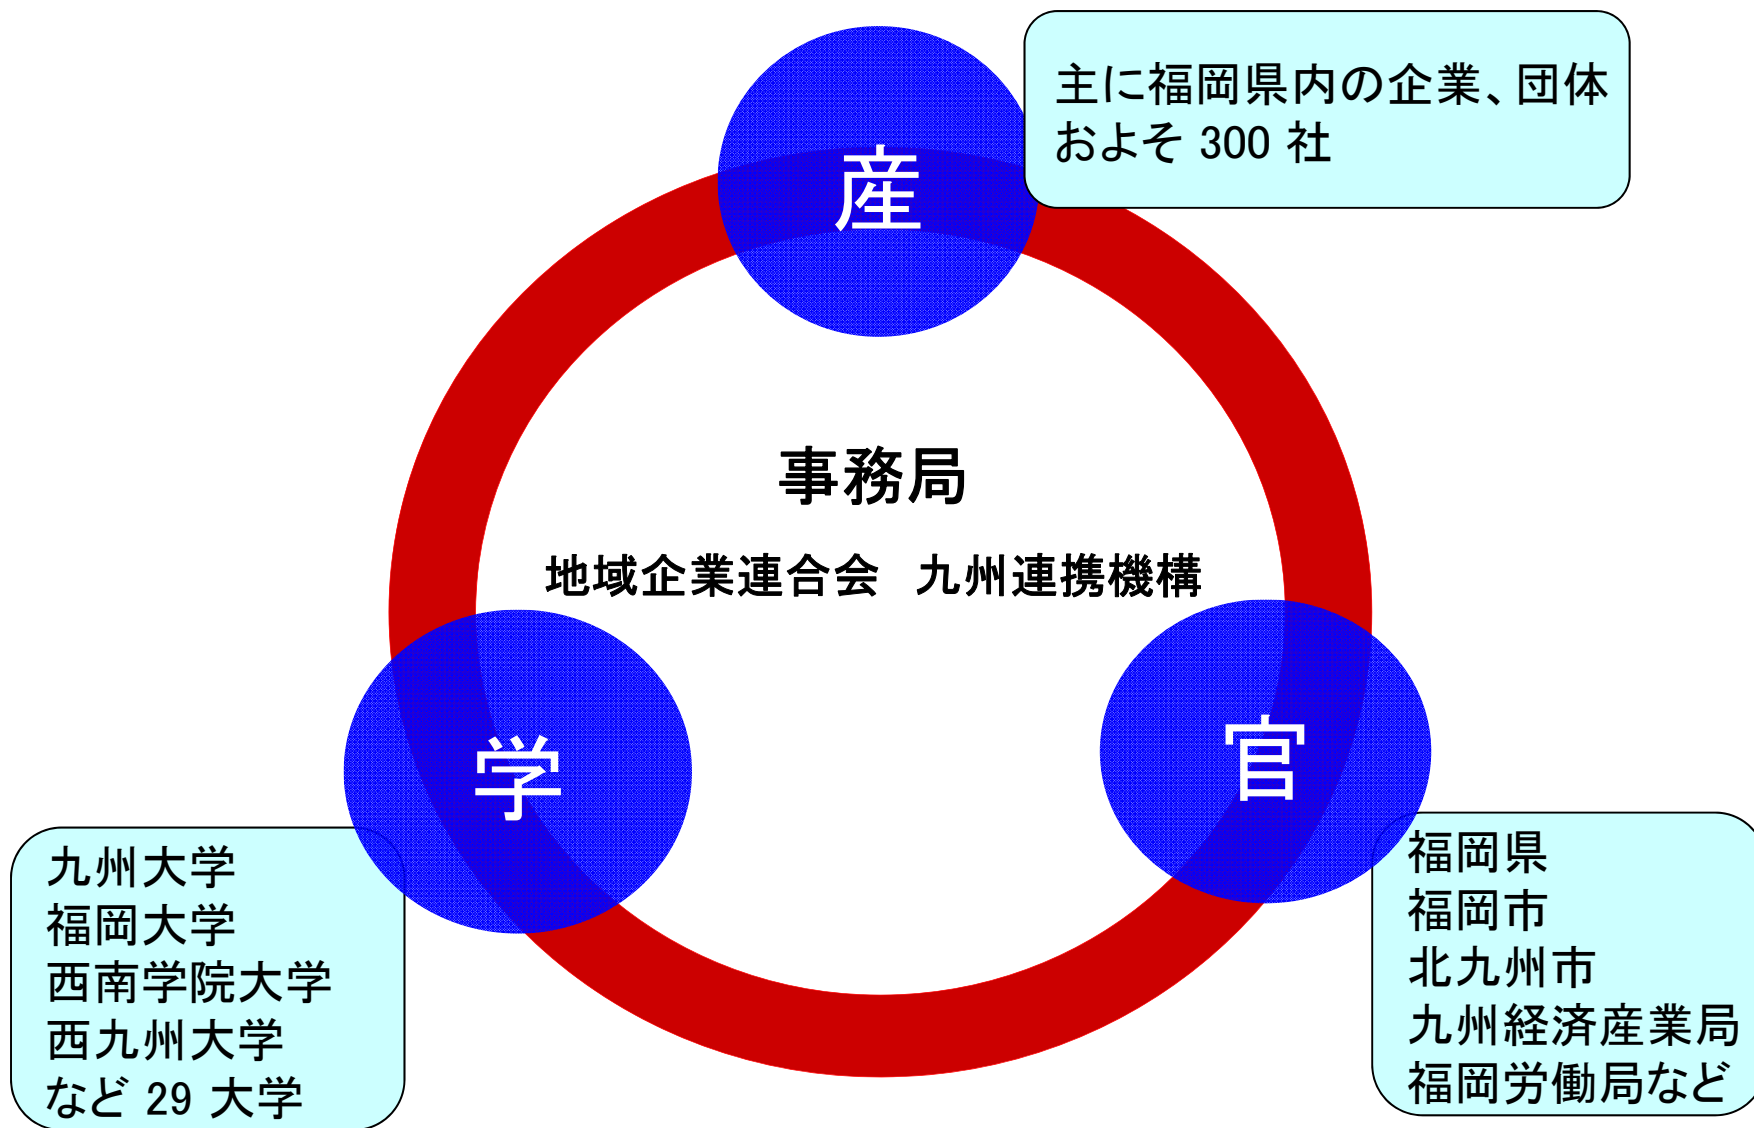 産
主に福岡県内の企業、団体
およそ 300 社
事務局
地域企業連合会　九州連携機構
学
九州大学
福岡大学
西南学院大学
西九州大学
など 29 大学
官
福岡県
福岡市
北九州市
九州経済産業局
福岡労働局など